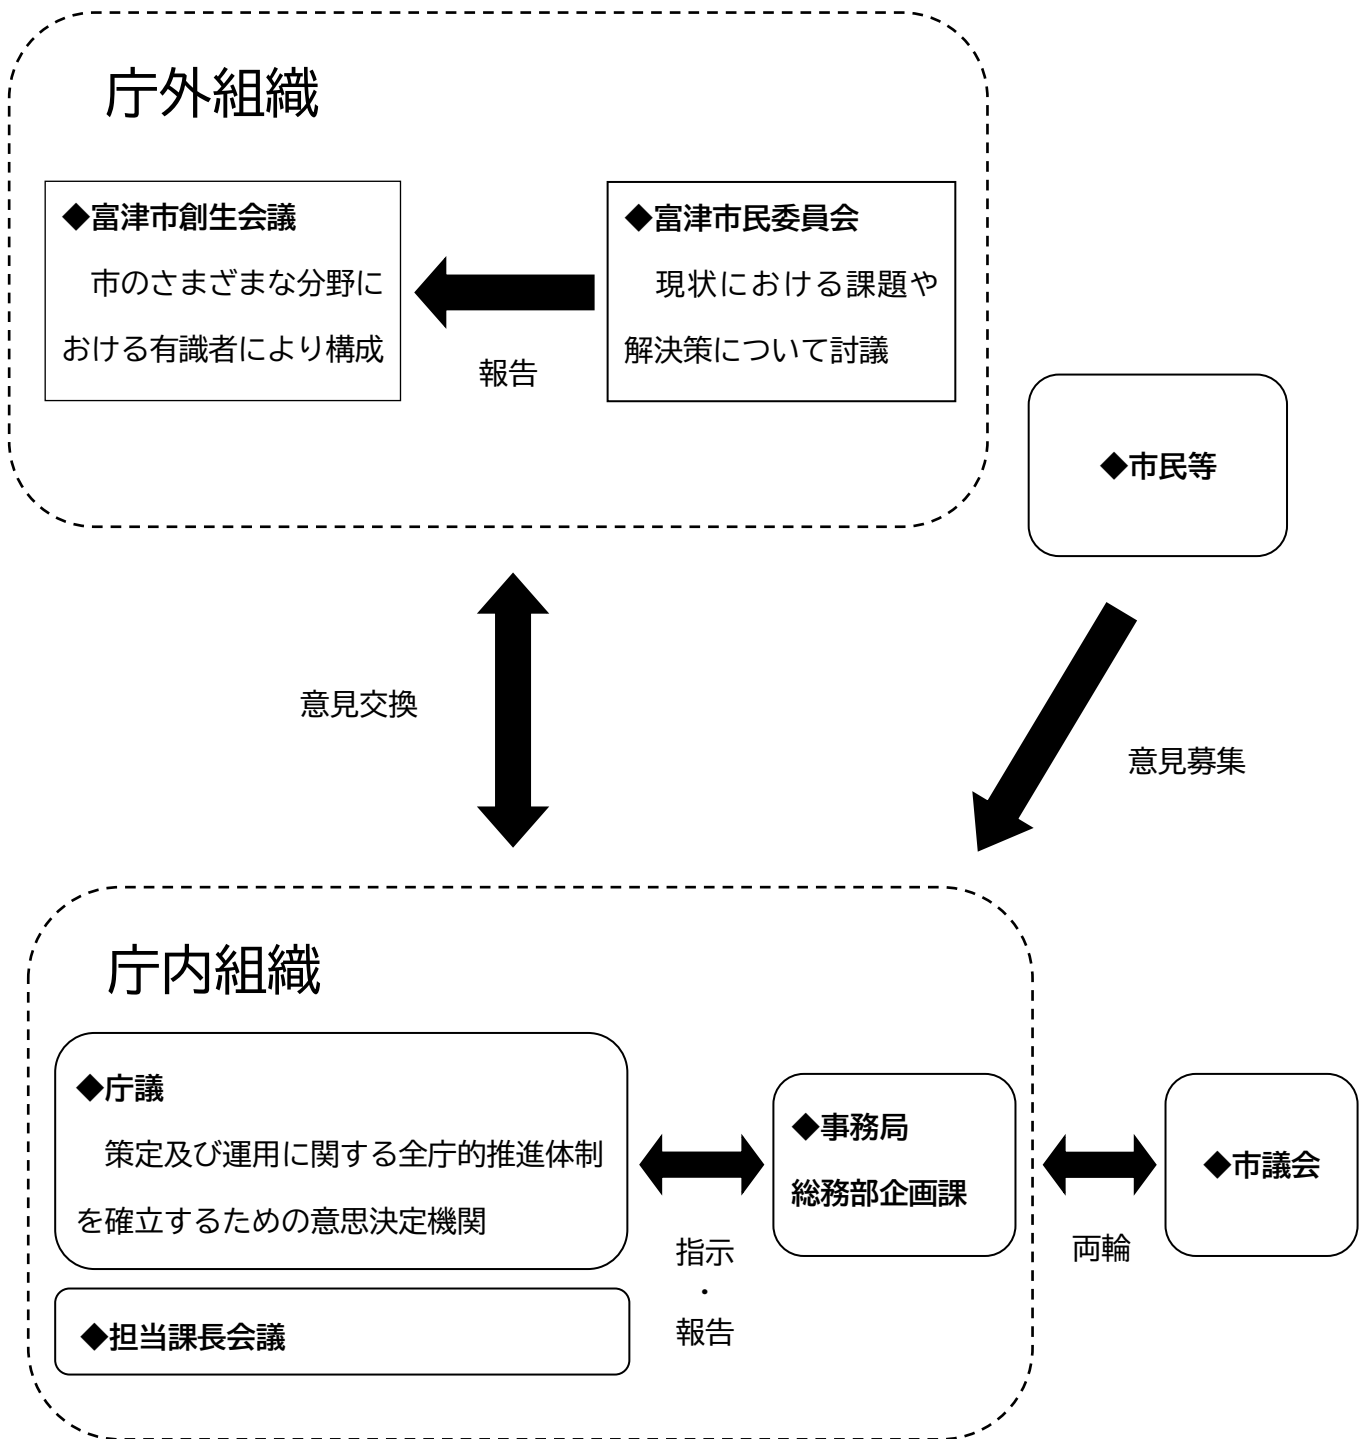 庁外組織
◆富津市創生会議
　市のさまざまな分野に
おける有識者により構成
報告
◆富津市民委員会
　現状における課題や
解決策について討議
◆市民等
意見交換
意見募集
庁内組織
◆庁議
　策定及び運用に関する全庁的推進体制
を確立するための意思決定機関
◆担当課長会議
指示
・
報告
◆事務局
総務部企画課
両輪
◆市議会